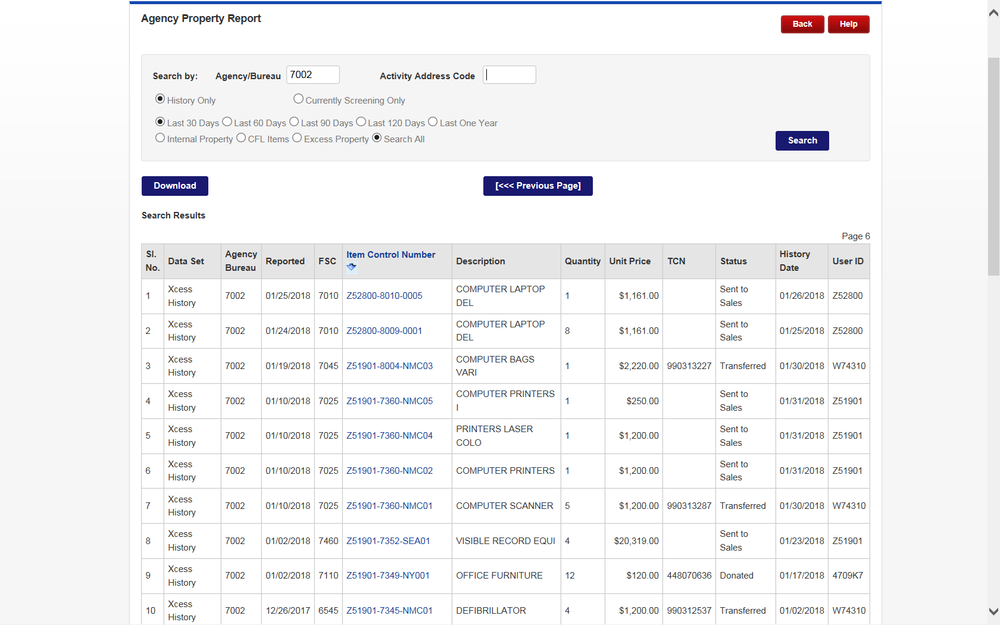 Agency Property Report
Back Help
Search by: Agency/Bureau 7002 Activity Address Code
History Only Currently Screening Only
Last 30 Days Last 60 Days Last 90 Days Last 120 Days Last One Year
Internal Property CFL Items Excess Property Search All
Search
Download [<<< Previous Page]
Search Results
Page 6
Sl. No. Data Set Agency Bureau Reported FSC Item Control Number Description Quantity Unit Price TCN Status History Date User ID
1 Xcess History 7002 01/25/2018 7010 Z52800-8010-0005 COMPUTER LAPTOP DEL 1 $1,161.00 Sent to Sales 01/26/2018 Z52800
2 Xcess History 7002 01/24/2018 7010 Z52800-8009-0001 COMPUTER LAPTOP DEL 8 $1,161.00 Sent to Sales 01/25/2018 Z52800
3 Xcess History 7002 01/19/2018 7045 Z51901-8004-NMC03 COMPUTER BAGS VARI 1 $2,220.00 990313227 Transferred 01/30/2018 W74310
4 Xcess History 7002 01/10/2018 7025 Z51901-7360-NMC05 COMPUTER PRINTERS I 1 $250.00 Sent to Sales 01/31/2018 Z51901
5 Xcess History 7002 01/10/2018 7025 Z51901-7360-NMC04 PRINTERS LASER COLO 1 $1,200.00 Sent to Sales 01/31/2018 Z51901
6 Xcess History 7002 01/10/2018 7025 Z51901-7360-NMC02 COMPUTER PRINTERS 1 $1,200.00 Sent to Sales 01/31/2018 Z51901
7 Xcess History 7002 01/10/2018 7025 Z51901-7360-NMC01 COMPUTER SCANNER 5 $1,200.00 990313287 Transferred 01/30/2018 W74310
8 Xcess History 7002 01/02/2018 7460 Z51901-7352-SEA01 VISIBLE RECORD EQUI 4 $20,319.00 Sent to Sales 01/23/2018 Z51901
9 Xcess History 7002 01/02/2018 7110 Z51901-7349-NY001 OFFICE FURNITURE 12 $120.00 448070636 Donated 01/17/2018 4709K7
10 Xcess History 7002 12/26/2017 6545 Z51901-7345-NMC01 DEFIBRILLATOR 4 $1,200.00 990312537 Transferred 01/02/2018 W74310